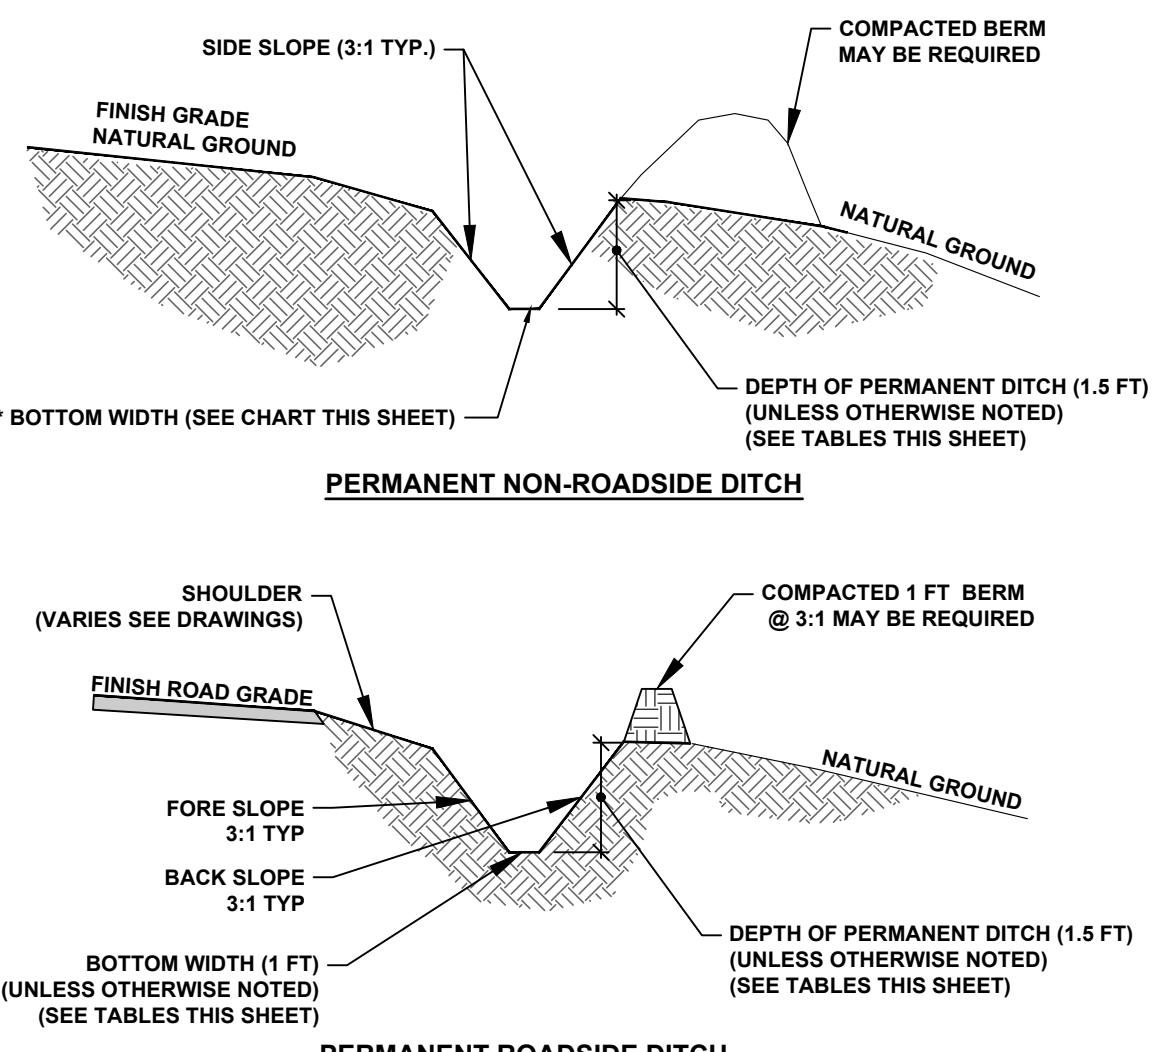 SIDE SLOPE (3:1 TYP.)
COMPACTED BERM
MAY BE REQUIRED
FINISH GRADE
NATURAL GROUND
NATURAL GROUND
* BOTTOM WIDTH (SEE CHART THIS SHEET)
DEPTH OF PERMANENT DITCH (1.5 FT)
(UNLESS OTHERWISE NOTED)
(SEE TABLES THIS SHEET)
PERMANENT NON-ROADSIDE DITCH
SHOULDER
(VARIES SEE DRAWINGS)
COMPACTED 1 FT BERM
@ 3:1 MAY BE REQUIRED
FINISH ROAD GRADE
NATURAL GROUND
FORE SLOPE
3:1 TYP
BACK SLOPE
3:1 TYP
BOTTOM WIDTH (1 FT)
(UNLESS OTHERWISE NOTED)
(SEE TABLES THIS SHEET)
DEPTH OF PERMANENT DITCH (1.5 FT)
(UNLESS OTHERWISE NOTED)
(SEE TABLES THIS SHEET)
PERMANENT ROADSIDE DITCH